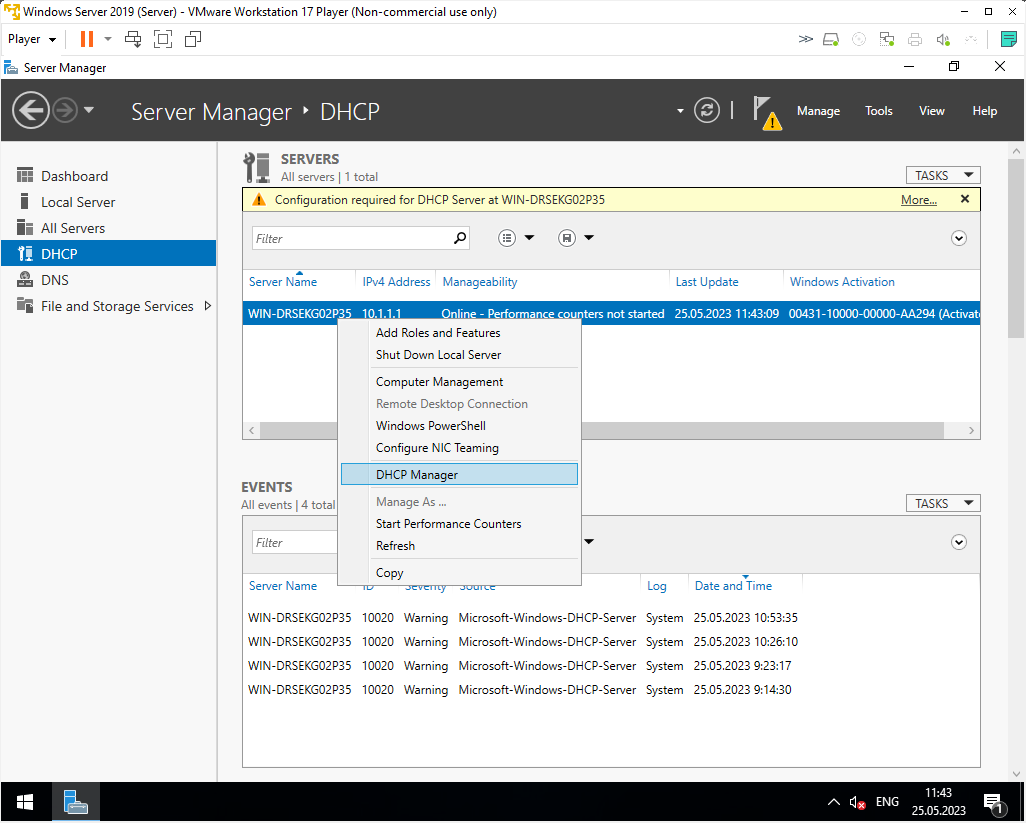 Windows Server 2019 (Server) - VMware Workstation 17 Player (Non-commercial use only)
Player
Server Manager
Server Manager DHCP
Manage Tools View Help
Dashboard
Local Server
All Servers
DHCP
DNS
File and Storage Services
SERVERS
All servers | 1 total
TASKS
Configuration required for DHCP Server at WIN-DRSEKG02P35
More...
Filter
Server Name IPv4 Address Manageability Last Update Windows Activation
WIN-DRSEKG02P35 10.1.1.1 Online - Performance counters not started 25.05.2023 11:43:09 00431-10000-00000-AA294 (Activate
Add Roles and Features
Shut Down Local Server
Computer Management
Remote Desktop Connection
Windows PowerShell
Configure NIC Teaming
DHCP Manager
Manage As ...
Start Performance Counters
Refresh
Copy
EVENTS
All events | 4 total
TASKS
Filter
Server Name ID Severity Source Log Date and Time
WIN-DRSEKG02P35 10020 Warning Microsoft-Windows-DHCP-Server System 25.05.2023 10:53:35
WIN-DRSEKG02P35 10020 Warning Microsoft-Windows-DHCP-Server System 25.05.2023 10:26:10
WIN-DRSEKG02P35 10020 Warning Microsoft-Windows-DHCP-Server System 25.05.2023 9:23:17
WIN-DRSEKG02P35 10020 Warning Microsoft-Windows-DHCP-Server System 25.05.2023 9:14:30
ENG
11:43
25.05.2023
1